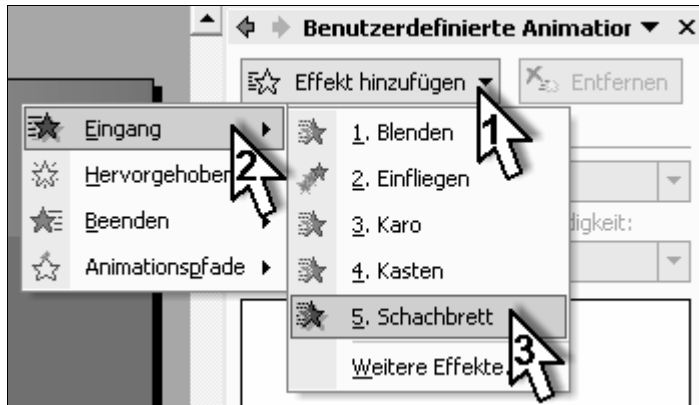 Benutzerdefinierte Animation
Effekt hinzufügen Entfernen
1
Eingang
2
Hervorgehoben
Beenden
Animationspfade
1. Blenden
2. Einfliegen
3. Karo
4. Kasten
5. Schachbrett
3
Weitere Effekte.
digkeit: